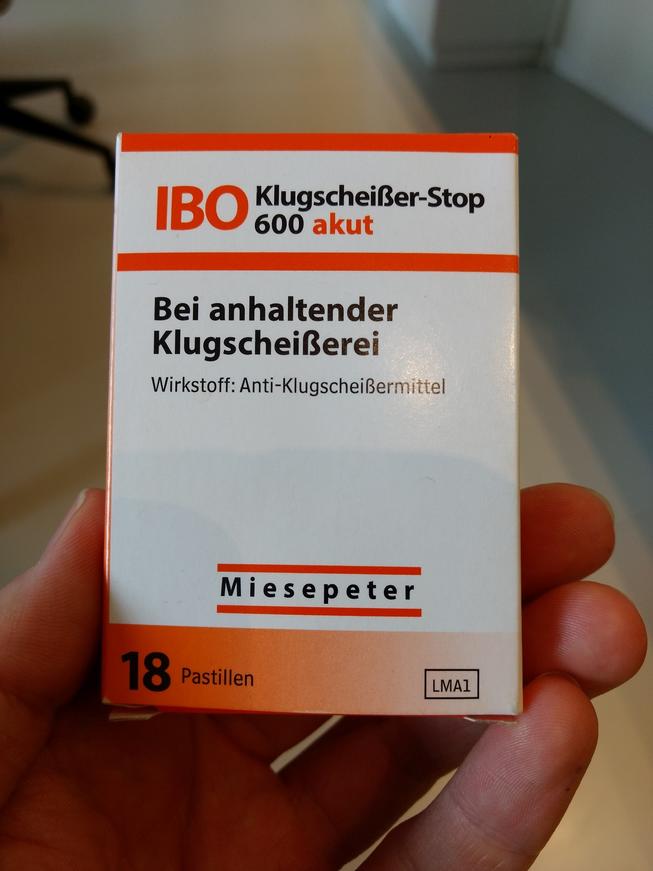 IBO Klugscheißer-Stop
600 akut
Bei anhaltender
Klugscheißerei
Wirkstoff: Anti-Klugscheißermittel
Miesepeter
18 Pastillen
LMA1